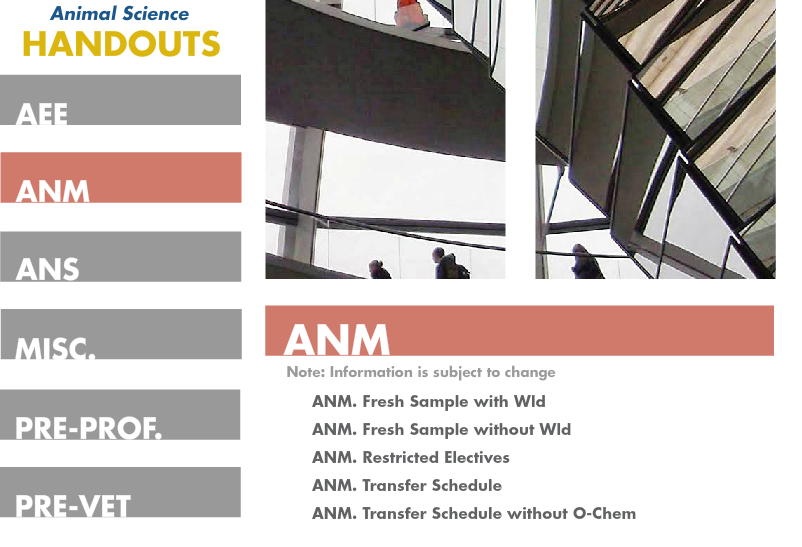 Animal Science
HANDOUTS
AEE
ANM
ANS
MISC.
PRE-PROF.
PRE-VET
ANM
Note: Information is subject to change
ANM. Fresh Sample with Wld
ANM. Fresh Sample without Wld
ANM. Restricted Electives
ANM. Transfer Schedule
ANM. Transfer Schedule without O-Chem